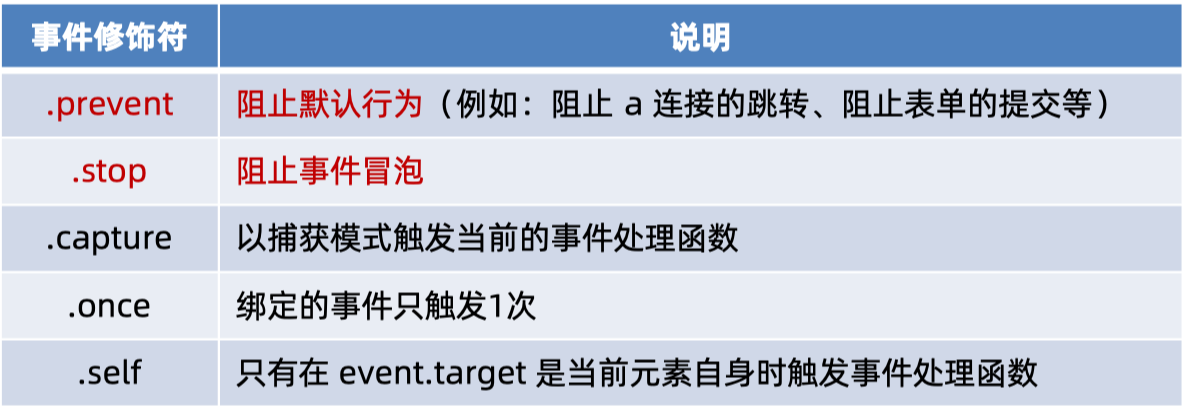 事件修饰符 说明
.prevent 阻止默认行为（例如：阻止 a 连接的跳转、阻止表单的提交等）
.stop 阻止事件冒泡
.capture 以捕获模式触发当前的事件处理函数
.once 绑定的事件只触发1次
.self 只有在 event.target 是当前元素自身时触发事件处理函数